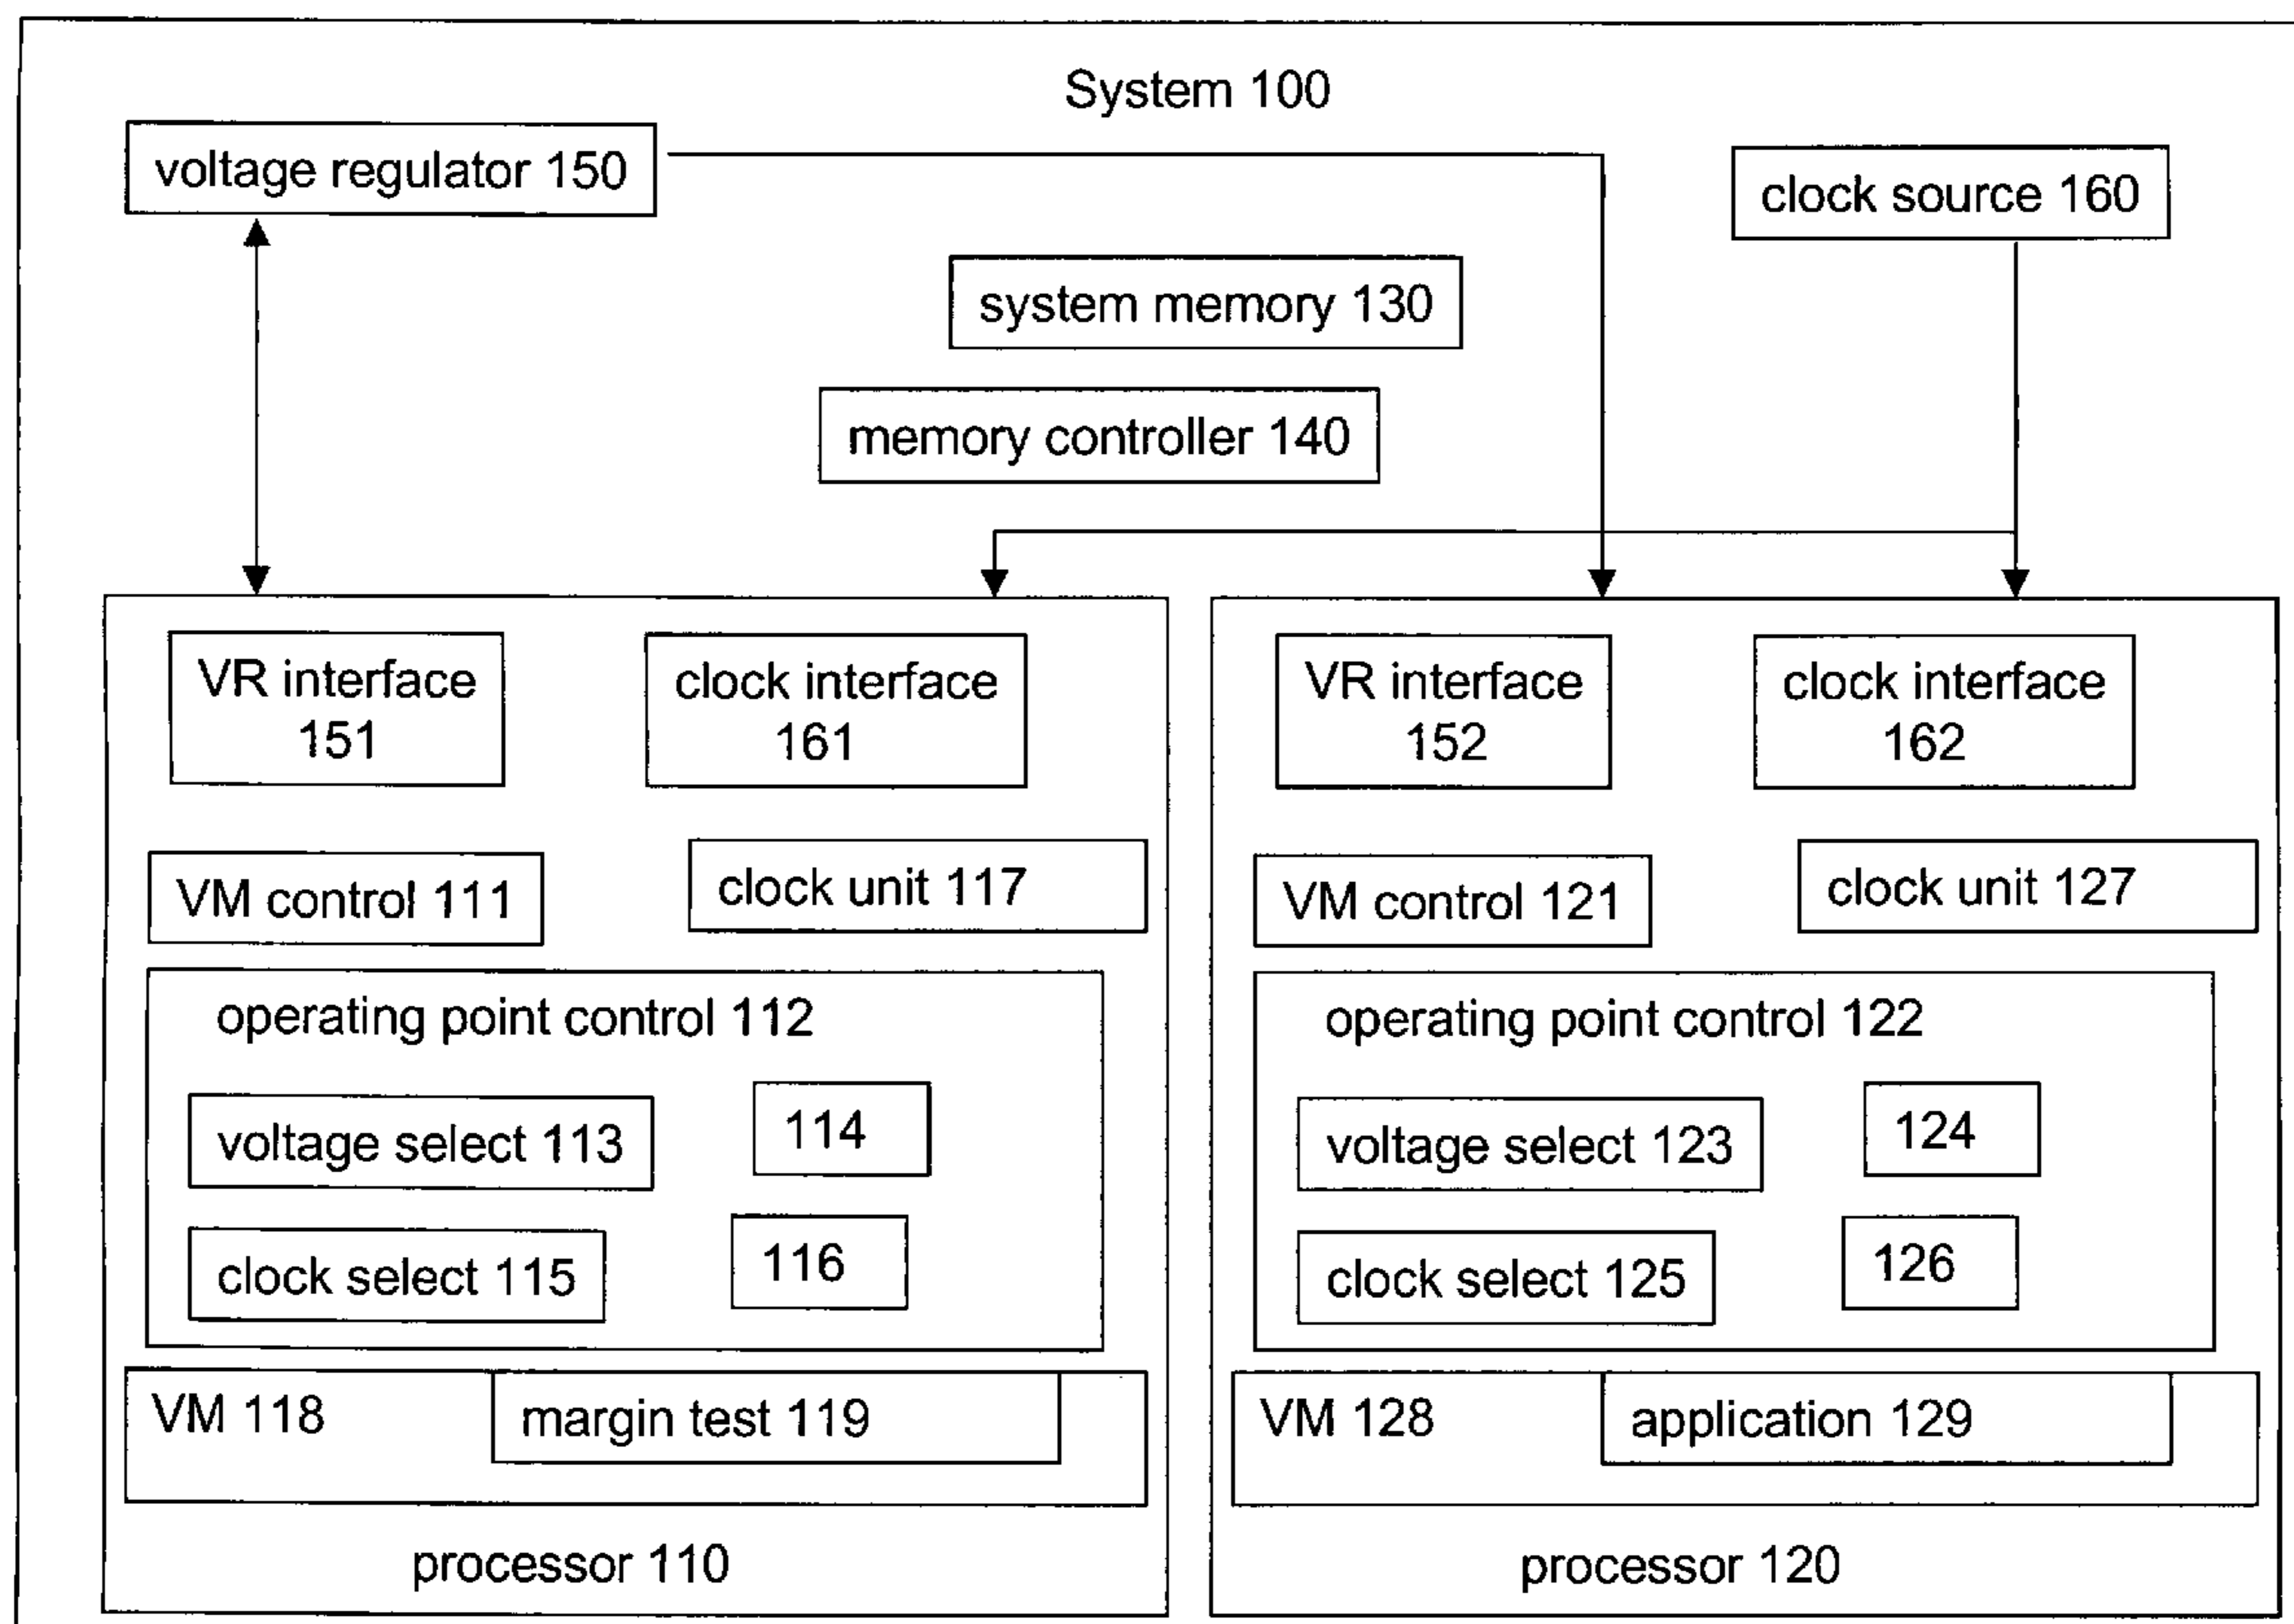 System 100
voltage regulator 150
clock source 160
system memory 130
memory controller 140
VR interface
151
clock interface
161
VM control 111
clock unit 117
operating point control 112
voltage select 113
114
clock select 115
116
VM 118
margin test 119
processor 110
VR interface
152
clock interface
162
VM control 121
clock unit 127
operating point control 122
voltage select 123
124
clock select 125
126
VM 128
application 129
processor 120